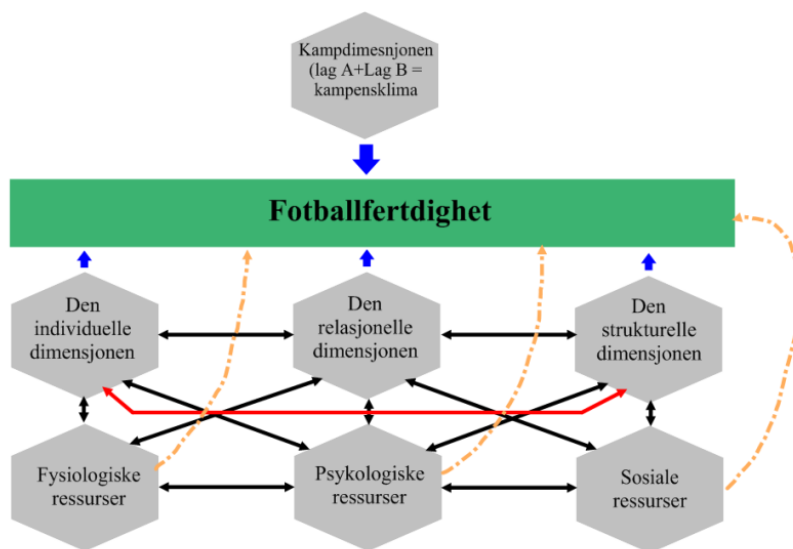 Kampdimesnjonen
(lag A+Lag B =
kampensklima
Fotballfertdighet
Den
individuelle
dimensjonen
Den
relasjonelle
dimensjonen
Den
strukturelle
dimensjonen
Fysiologiske
ressurser
Psykologiske
ressurser
Sosiale
ressurser